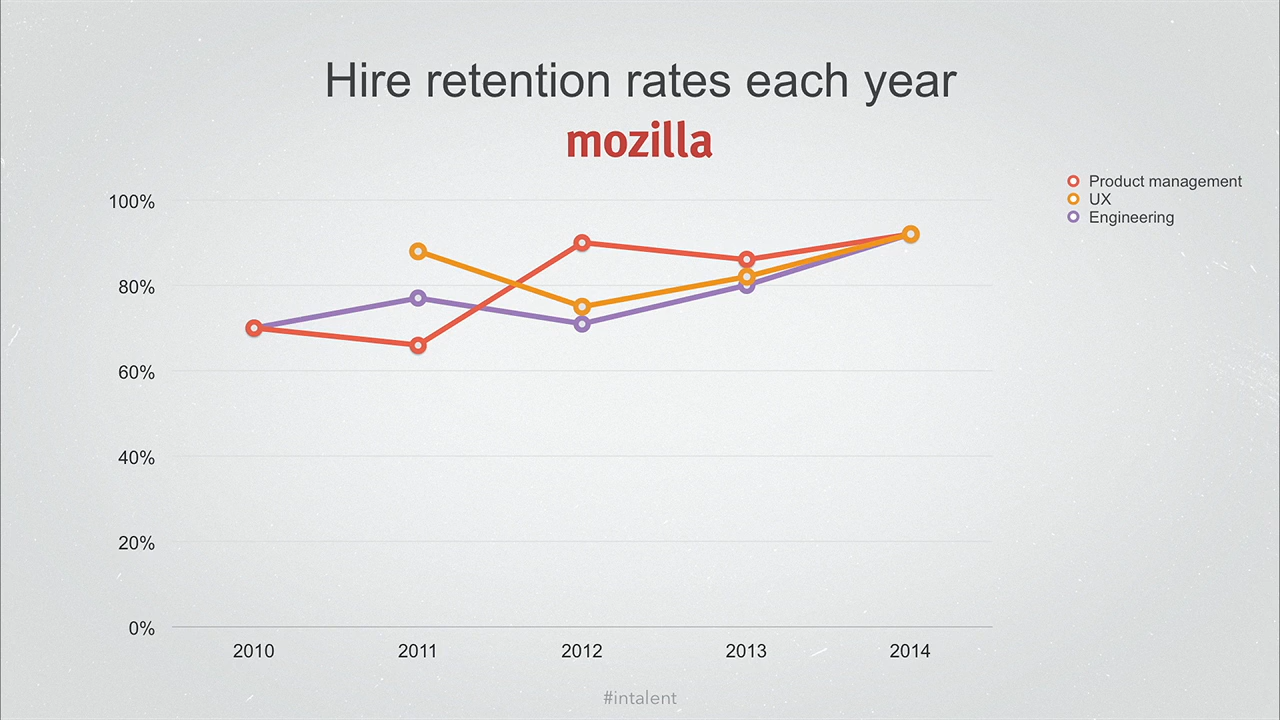 Hire retention rates each year
mozilla
Product management
UX
Engineering
100%
80%
60%
40%
20%
0%
2010 2011 2012 2013 2014
#intalent